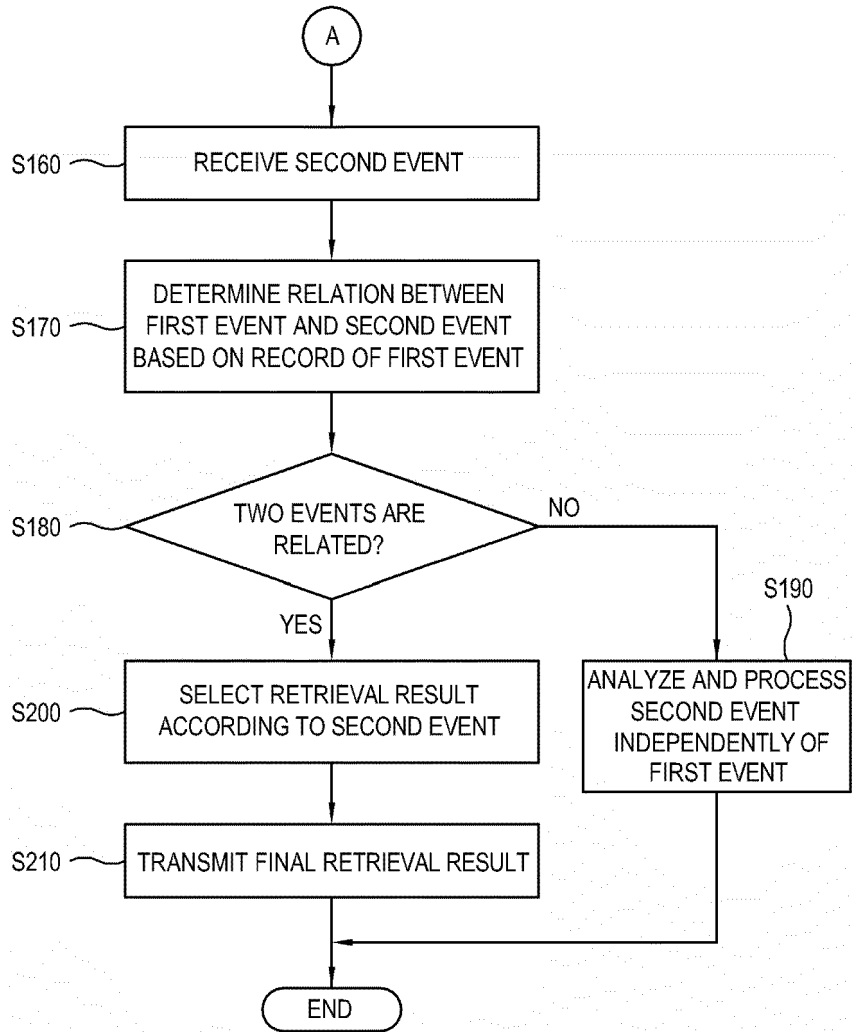 A
S160
RECEIVE SECOND EVENT
S170
DETERMINE RELATION BETWEEN
FIRST EVENT AND SECOND EVENT
BASED ON RECORD OF FIRST EVENT
S180
TWO EVENTS ARE
RELATED?
NO
YES
S190
ANALYZE AND PROCESS
SECOND EVENT
INDEPENDENTLY OF
FIRST EVENT
S200
SELECT RETRIEVAL RESULT
ACCORDING TO SECOND EVENT
S210
TRANSMIT FINAL RETRIEVAL RESULT
END